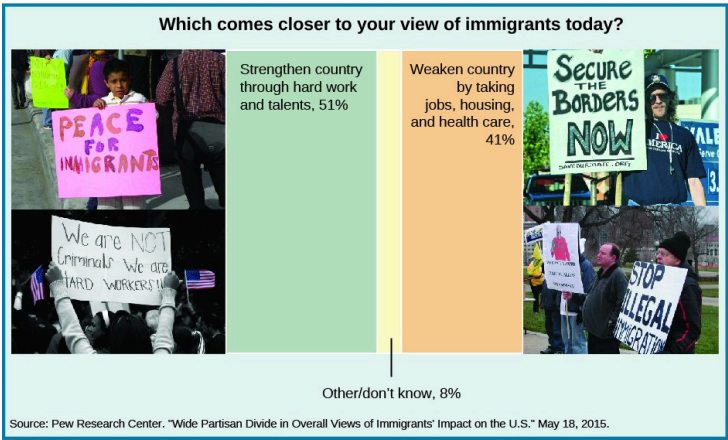 Which comes closer to your view of immigrants today?
PEACE
FOR
IMMIGRANTS
We are NOT
Criminals We are
HARD WORKERS!!
Strengthen country
through hard work
and talents, 51%
Weaken country
by taking
jobs, housing,
and health care,
41%
SECURE
THE
BORDERS
NOW
SAVEOURSTATE.ORG
I
MERICA
STOP
ILLEGAL
IMMIGRATION
Other/don't know, 8%
Source: Pew Research Center. "Wide Partisan Divide in Overall Views of Immigrants' Impact on the U.S." May 18, 2015.